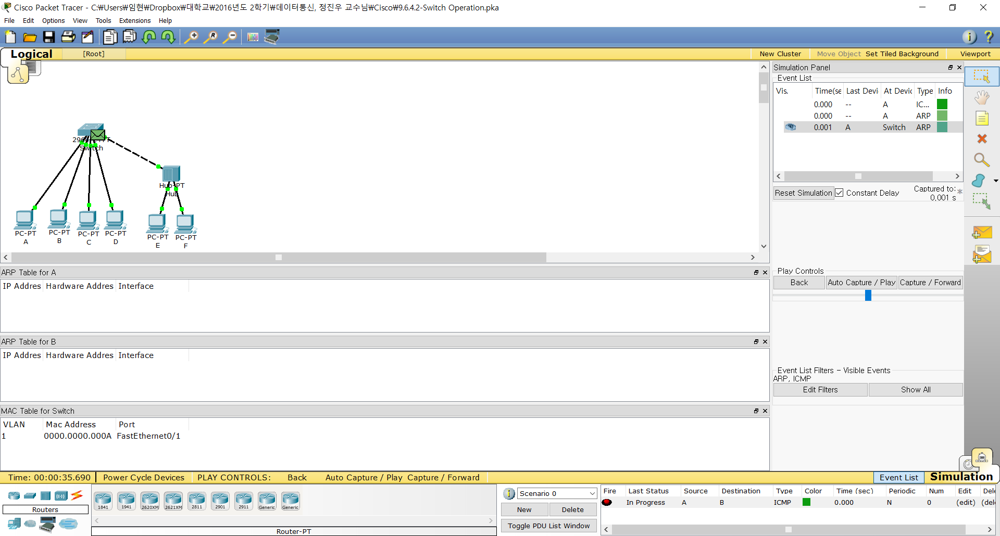 Cisco Packet Tracer - C:₩Users₩임현₩Dropbox₩대학교₩2016년도 2학기₩데이터통신, 정진우 교수님₩Cisco₩9.6.4.2-Switch Operation.pka
File Edit Options View Tools Extensions Help
Logical [Root] New Cluster Move Object Set Tiled Background Viewport
Switch
Hub-PT
Hub
PC-PT
A
PC-PT
B
PC-PT
C
PC-PT
D
PC-PT
E
PC-PT
F
Simulation Panel
Event List
Vis. Time(se Last Devi At Devic Type Info
0.000 -- A IC...
0.000 -- A ARP
0.001 A Switch ARP
Reset Simulation Constant Delay Captured to:
0.001 s
Play Controls
Back Auto Capture / Play Capture / Forward
Event List Filters - Visible Events
ARP, ICMP
Edit Filters Show All
ARP Table for A
IP Addres Hardware Addres Interface
ARP Table for B
IP Addres Hardware Addres Interface
MAC Table for Switch
VLAN Mac Address Port
1 0000.0000.000A FastEthernet0/1
Time: 00:00:35.690 Power Cycle Devices PLAY CONTROLS: Back Auto Capture / Play Capture / Forward Event List Simulation
Routers
1841 1941 2620XM 2621XM 2811 2901 2911 Generic Generic
Router-PT
Scenario 0
New Delete
Toggle PDU List Window
Fire Last Status Source Destination Type Color Time (sec) Periodic Num Edit Dele
In Progress A B ICMP 0.000 N 0 (edit) (del